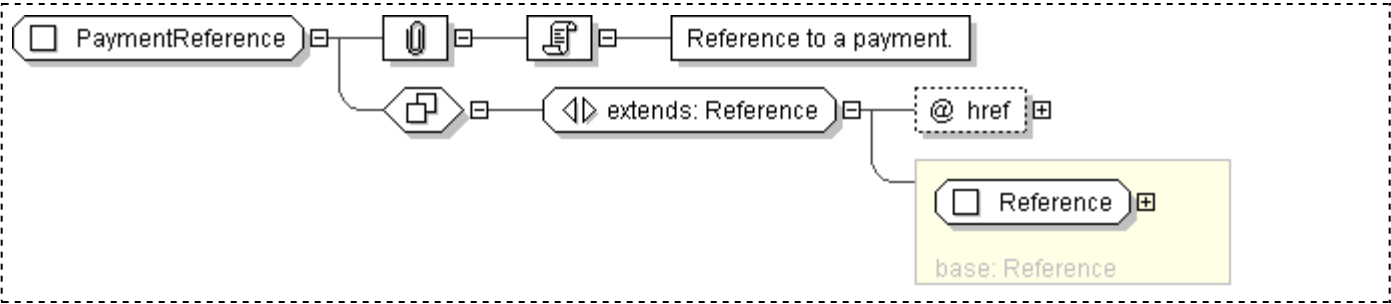 PaymentReference
Reference to a payment.
extends: Reference
@ href
Reference
base: Reference